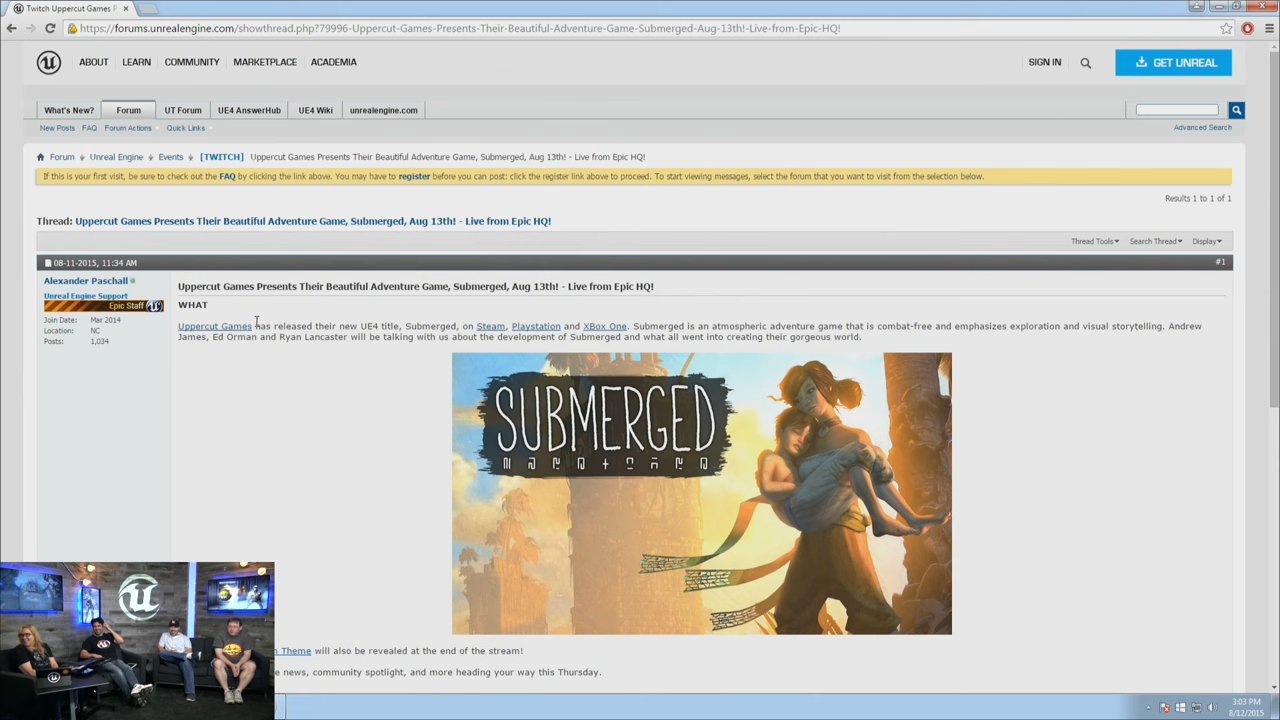 Twitch Uppercut Games P
https://forums.unrealengine.com/showthread.php?79996-Uppercut-Games-Presents-Their-Beautiful-Adventure-Game-Submerged-Aug-13th!-Live-from-Epic-HQ!
ABOUT LEARN COMMUNITY MARKETPLACE ACADEMIA SIGN IN GET UNREAL
What's New? Forum UT Forum UE4 AnswerHub UE4 Wiki unrealengine.com
New Posts FAQ Forum Actions Quick Links Advanced Search
Forum Unreal Engine Events [TWITCH] Uppercut Games Presents Their Beautiful Adventure Game, Submerged, Aug 13th! - Live from Epic HQ!
If this is your first visit, be sure to check out the FAQ by clicking the link above. You may have to register before you can post: click the register link above to proceed. To start viewing messages, select the forum that you want to visit from the selection below.
Results 1 to 1 of 1
Thread: Uppercut Games Presents Their Beautiful Adventure Game, Submerged, Aug 13th! - Live from Epic HQ!
Thread Tools Search Thread Display
08-11-2015, 11:34 AM #1
Alexander Paschall
Unreal Engine Support
Epic Staff
Join Date: Mar 2014
Location: NC
Posts: 1,034
Uppercut Games Presents Their Beautiful Adventure Game, Submerged, Aug 13th! - Live from Epic HQ!
WHAT
Uppercut Games has released their new UE4 title, Submerged, on Steam, Playstation and XBox One. Submerged is an atmospheric adventure game that is combat-free and emphasizes exploration and visual storytelling. Andrew
James, Ed Orman and Ryan Lancaster will be talking with us about the development of Submerged and what all went into creating their gorgeous world.
SUBMERGED
Theme will also be revealed at the end of the stream!
news, community spotlight, and more heading your way this Thursday.
3:03 PM
8/12/2015